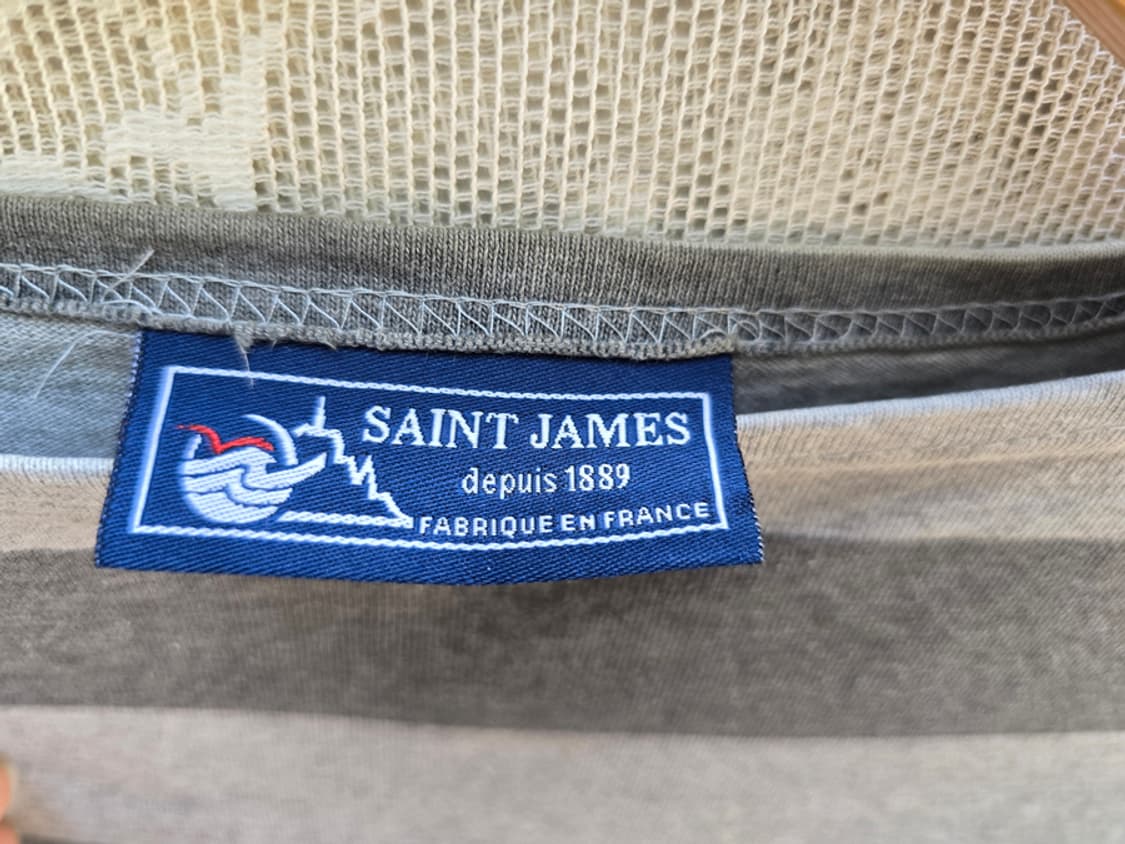 SAINT JAMES
depuis 1889
FABRIQUE EN FRANCE